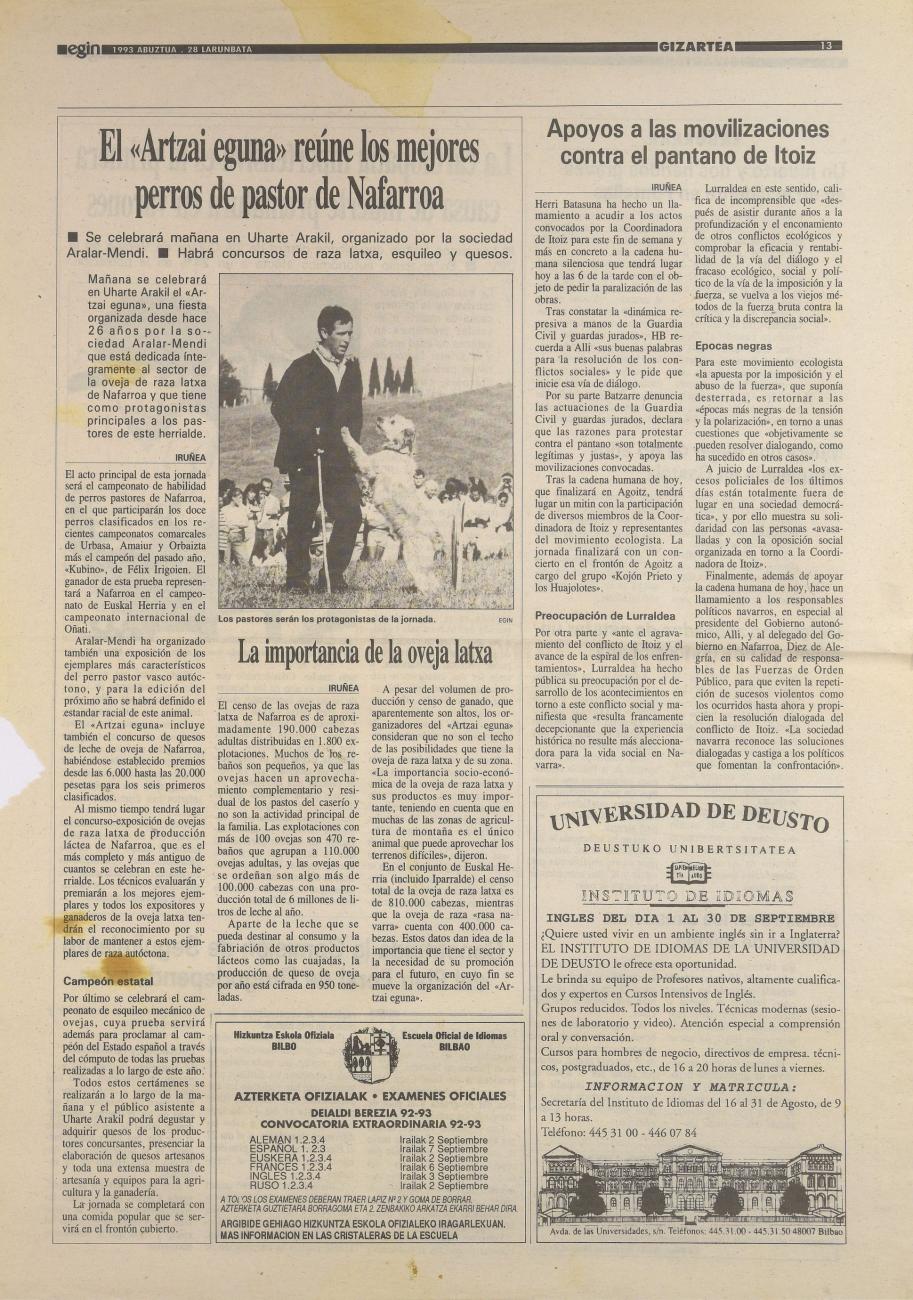 egin 1993 ABUZTUA . 28 LARUNBATA
GIZARTEA
13
El «Artzai eguna» reúne los mejores
perros de pastor de Nafarroa
■ Se celebrará mañana en Uharte Arakil, organizado por la sociedad
Aralar-Mendi. ■ Habrá concursos de raza latxa, esquileo y quesos.
Mañana se celebrará
en Uharte Arakil el «Ar-
tzai eguna», una fiesta
organizada desde hace
26 años por la so-
ciedad Aralar-Mendi
que está dedicada ínte-
gramente al sector de
la oveja de raza latxa
de Nafarroa y que tiene
como protagonistas
principales a los pas-
tores de este herrialde.
IRUÑEA
El acto principal de esta jornada
será el campeonato de habilidad
de perros pastores de Nafarroa,
en el que participarán los doce
perros clasificados en los re-
cientes campeonatos comarcales
de Urbasa, Amaiur y Orbaizta
más el campeón del pasado año,
«Kubino», de Félix Irigoien. El
ganador de esta prueba represen-
tará a Nafarroa en el campeo-
nato de Euskal Herria y en el
campeonato internacional de
Oñati.
Aralar-Mendi ha organizado
también una exposición de los
ejemplares más característicos
del perro pastor vasco autóc-
tono, y para la edición del
próximo año se habrá definido el
estandar racial de este animal.
El «Artzai eguna» incluye
también el concurso de quesos
de leche de oveja de Nafarroa,
habiéndose establecido premios
desde las 6.000 hasta las 20.000
pesetas para los seis primeros
clasificados.
Al mismo tiempo tendrá lugar
el concurso-exposición de ovejas
de raza latxa de producción
láctea de Nafarroa, que es el
más completo y más antiguo de
cuantos se celebran en este he-
rrialde. Los técnicos evaluarán y
premiarán a los mejores ejem-
plares y todos los expositores y
ganaderos de la oveja latxa ten-
drán el reconocimiento por su
labor de mantener a estos ejem-
plares de raza autóctona.
Campeón estatal
Por último se celebrará el cam-
peonato de esquileo mecánico de
ovejas, cuya prueba servirá
además para proclamar al cam-
péon del Estado español a través
del cómputo de todas las pruebas
realizadas a lo largo de este año.
Todos estos certámenes se
realizarán a lo largo de la ma-
ñana y el público asistente a
Uharte Arakil podrá degustar y
adquirir quesos de los produc-
tores concursantes, presenciar la
elaboración de quesos artesanos
y toda una extensa muestra de
artesanía y equipos para la agri-
cultura y la ganadería.
La jornada se completará con
una comida popular que se ser-
virá en el frontón cubierto.
Los pastores serán los protagonistas de la jornada.
EGIN
La importancia de la oveja latxa
IRUÑEA
El censo de las ovejas de raza
latxa de Nafarroa es de aproxi-
madamente 190.000 cabezas
adultas distribuidas en 1.800 ex-
plotaciones. Muchos de los re-
baños son pequeños, ya que las
ovejas hacen un aprovecha-
miento complementario y resi-
dual de los pastos del caserío y
no son la actividad principal de
la familia. Las explotaciones con
más de 100 ovejas son 470 re-
baños que agrupan a 110.000
ovejas adultas, y las ovejas que
se ordeñan son algo más de
100.000 cabezas con una pro-
ducción total de 6 millones de li-
tros de leche al año.
Aparte de la leche que se
pueda destinar al consumo y la
fabriación de otros productos
lácteos como las cuajadas, la
producción de queso de oveja
por año está cifrada en 950 tone-
ladas.
A pesar del volumen de pro-
ducción y censo de ganado, que
aparentemente son altos, los or-
ganizadores del «Artzai eguna»
consideran que no son el techo
de las posibilidades que tiene la
oveja de raza latxa y de su zona.
«La importancia socio-econó-
mica de la oveja de raza latxa y
sus productos es muy impor-
tante, teniendo en cuenta que en
muchas de las zonas de agricul-
tura de montaña es el único
animal que puede aprovechar los
terrenos difíciles», dijeron.
En el conjunto de Euskal He-
rria (incluido Iparralde) el censo
total de la oveja de raza latxa es
de 810.000 cabezas, mientras
que la oveja de raza «rasa na-
varra» cuenta con 400.000 ca-
bezas. Estos datos dan idea de la
importancia que tiene el sector y
la necesidad de su promoción
para el futuro, en cuyo fin se
mueve la organización del «Ar-
tzai eguna».
Apoyos a las movilizaciones
contra el pantano de Itoiz
IRUÑEA
Herri Batasuna ha hecho un lla-
mamiento a acudir a los actos
convocados por la Coordinadora
de Itoiz para este fin de semana y
más en concreto a la cadena hu-
mana silenciosa que tendrá lugar
hoy a las 6 de la tarde con el ob-
jeto de pedir la paralización de las
obras.
Tras constatar la «dinámica re-
presiva a manos de la Guardia
Civil y guardas jurados», HB re-
cuerda a Alli «sus buenas palabras
para la resolución de los con-
flictos sociales» y le pide que
inicie esa vía de diálogo.
Por su parte Batzarre denuncia
las actuaciones de la Guardia
Civil y guardas jurados, declara
que las razones para protestar
contra el pantano «son totalmente
legítimas y justas», y apoya las
movilizaciones convocadas.
Tras la cadena humana de hoy,
que finalizará en Agoitz, tendrá
lugar un mitin con la participación
de diversos miembros de la Coor-
dinadora de Itoiz y representantes
del movimiento ecologista. La
jornada finalizará con un con-
cierto en el frontón de Agoitz a
cargo del grupo «Kojón Prieto y
los Huajolotes».
Preocupación de Lurraldea
Por otra parte y «ante el agrava-
miento del conflicto de Itoiz y el
avance de la espiral de los enfren-
tamientos», Lurraldea ha hecho
pública su preocupación por el de-
sarrollo de los acontecimientos en
torno a este conflicto social y ma-
nifiesta que «resulta francamente
decepcionante que la experiencia
histórica no resulte más alecciona-
dora para la vida social en Na-
varra».
Lurraldea en este sentido, cali-
fica de incomprensible que «des-
pués de asistir durante años a la
profundización y el enconamiento
de otros conflictos ecológicos y
comprobar la eficacia y rentabi-
lidad de la vía del diálogo y el
fracaso ecológico, social y polí-
tico de la vía de la imposición y la
fuerza, se vuelva a los viejos mé-
todos de la fuerza bruta contra la
crítica y la discrepancia social».
Epocas negras
Para este movimiento ecologista
«la apuesta por la imposición y el
abuso de la fuerza», que suponía
desterrada, es retornar a las
«épocas más negras de la tensión
y la polarización», en torno a unas
cuestiones que «objetivamente se
pueden resolver dialogando, como
ha sucedido en otros casos».
A juicio de Lurraldea «los ex-
cesos policiales de los últimos
días están totalmente fuera de
lugar en una sociedad democrá-
tica», y por ello muestra su soli-
daridad con las personas «avasa-
lladas y con la oposición social
organizada en torno a la Coordi-
nadora de Itoiz».
Finalmente, además de apoyar
la cadena humana de hoy, hace un
llamamiento a los responsables
políticos navarros, en especial al
presidente del Gobierno autonó-
mico, Alli, y al delegado del Go-
bierno en Nafarroa, Diez de Ale-
gría, en su calidad de responsa-
bles de las Fuerzas de Orden
Público, para que eviten la repeti-
ción de sucesos violentos como
los ocurridos hasta ahora y propi-
cien la resolución dialogada del
conflicto de Itoiz. «La sociedad
navarra reconoce las soluciones
dialogadas y castiga a los políticos
que fomentan la confrontación».
Hizkuntza Eskola Ofiziala
BILBO
Escuela Oficial de Idiomas
BILBAO
AZTERKETA OFIZIALAK • EXAMENES OFICIALES
DEIALDI BEREZIA 92-93
CONVOCATORIA EXTRAORDINARIA 92-93
ALEMAN 1.2.3.4 Irailak 2 Septiembre
ESPAÑOL 1. 2.3 Irailak 7 Septiembre
EUSKERA 1.2.3.4 Irailak 2 Septiembre
FRANCES 1.2.3.4 Irailak 6 Septiembre
INGLES 1.2.3.4 Irailak 3 Septiembre
RUSO 1.2.3.4 Irailak 2 Septiembre
A TODOS LOS EXAMENES DEBERAN TRAER LAPIZ Nº 2 Y GOMA DE BORRAR.
AZTERKETA GUZTIETARA BORRAGOMA ETA 2. ZENBAKIKO ARKATZA EKARRI BEHAR DIRA.
ARGIBIDE GEHIAGO HIZKUNTZA ESKOLA OFIZIALEKO IRAGARLEKUAN.
MAS INFORMACION EN LAS CRISTALERAS DE LA ESCUELA
UNIVERSIDAD DE DEUSTO
DEUSTUKO UNIBERTSITATEA
INSTITUTO DE IDIOMAS
INGLES DEL DIA 1 AL 30 DE SEPTIEMBRE
¿Quiere usted vivir en un ambiente inglés sin ir a Inglaterra?
EL INSTITUTO DE IDIOMAS DE LA UNIVERSIDAD
DE DEUSTO le ofrece esta oportunidad.
Le brinda su equipo de Profesores nativos, altamente cualifica-
dos y expertos en Cursos Intensivos de Inglés.
Grupos reducidos. Todos los niveles. Técnicas modernas (sesio-
nes de laboratorio y video). Atención especial a comprensión
oral y conversación.
Cursos para hombres de negocio, directivos de empresa. técni-
cos, postgraduados, etc., de 16 a 20 horas de lunes a viernes.
INFORMACION Y MATRICULA:
Secretaría del Instituto de Idiomas del 16 al 31 de Agosto, de 9
a 13 horas.
Teléfono: 445 31 00 - 446 07 84
Avda. de las Universidades, s/n. Teléfonos: 445.31.00 - 445.31.50 48007 Bilbao